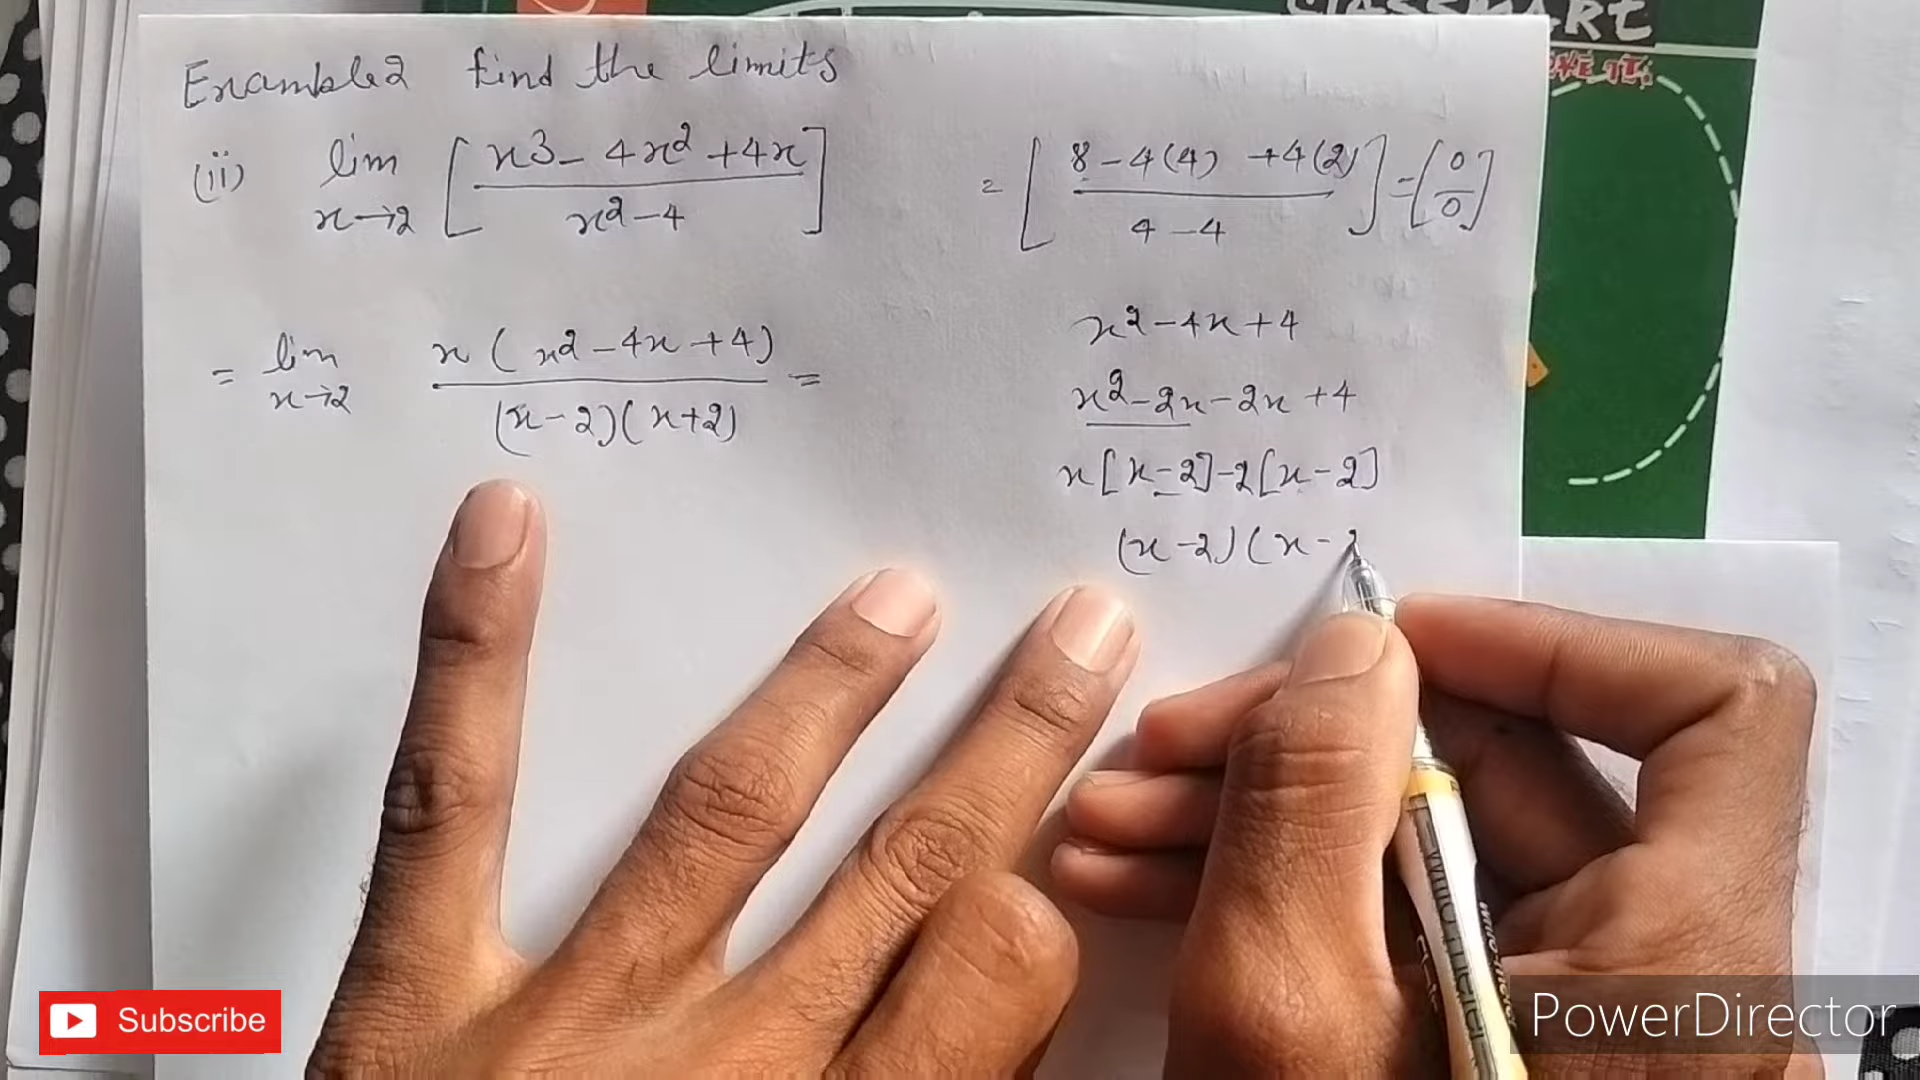 CLASSMART
Example2 find the limits
(ii) lim x→2 [x3 - 4x2 + 4x / x2 - 4] = [8 - 4(4) + 4(2) / 4 - 4] = [0/0]
= lim x→2 x(x2 - 4x + 4) / (x-2)(x+2) =
x2 - 4x + 4
x2 - 2x - 2x + 4
x[x-2] -2[x-2]
(x-2)(x-2
Subscribe
PowerDirector